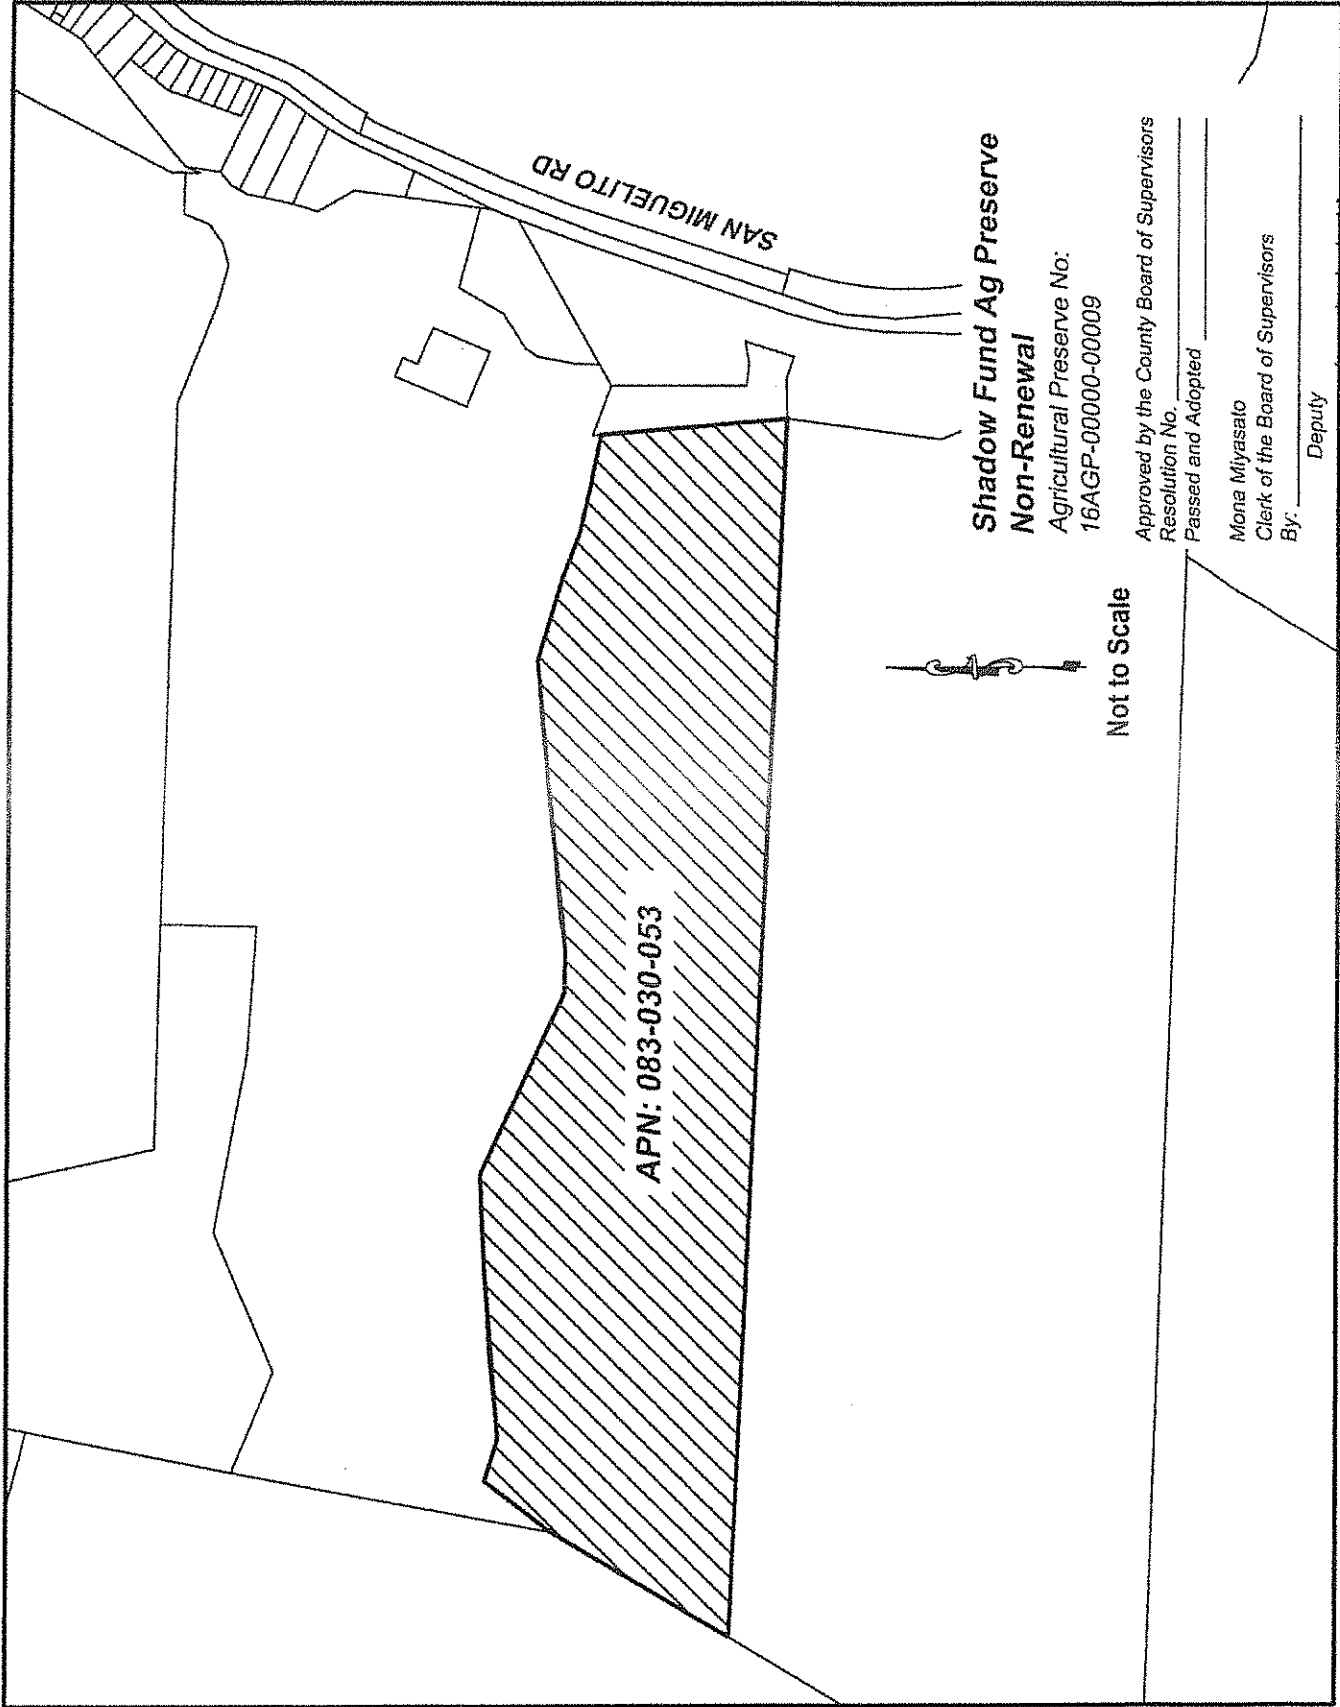 SAN MIGUELITO RD
APN: 083-030-053
Not to Scale
Shadow Fund Ag Preserve
Non-Renewal
Agricultural Preserve No:
16AGP-00000-00009
Approved by the County Board of Supervisors
Resolution No.
Passed and Adopted
Mona Miyasato
Clerk of the Board of Supervisors
By:
Deputy